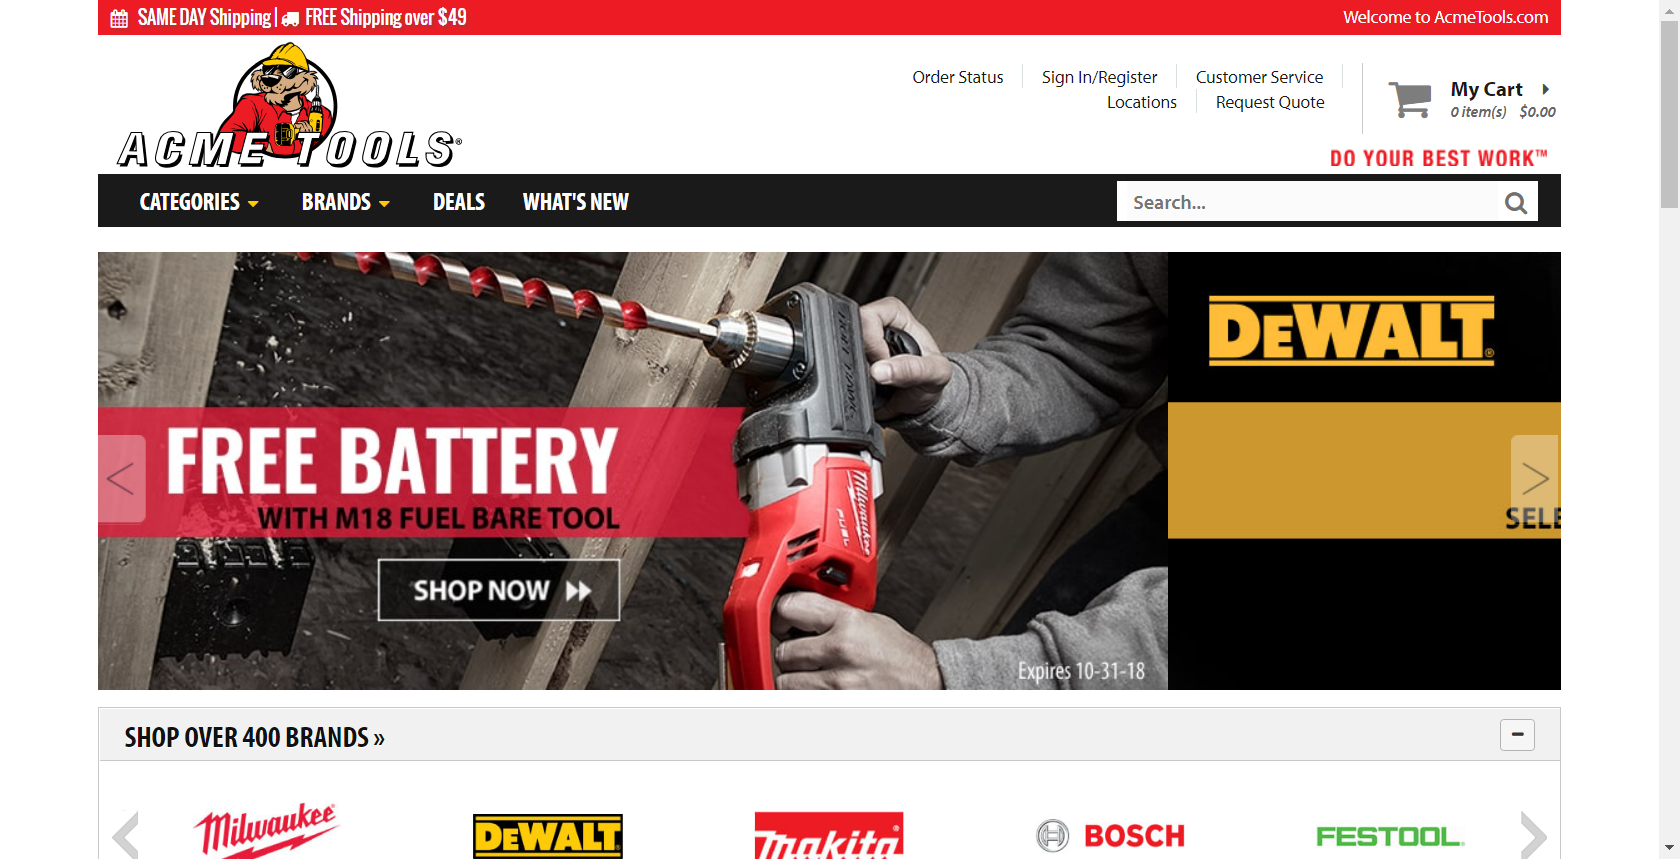 SAME DAY Shipping | FREE Shipping over $49
Welcome to AcmeTools.com
ACME TOOLS®
Order Status
Sign In/Register
Customer Service
Locations
Request Quote
My Cart
0 item(s) $0.00
DO YOUR BEST WORK™
CATEGORIES
BRANDS
DEALS
WHAT'S NEW
Search...
FREE BATTERY
WITH M18 FUEL BARE TOOL
SHOP NOW
Expires 10-31-18
Milwaukee
FUEL
DEWALT®
SELE
SHOP OVER 400 BRANDS »
Milwaukee®
DEWALT
makita®
BOSCH
FESTOOL